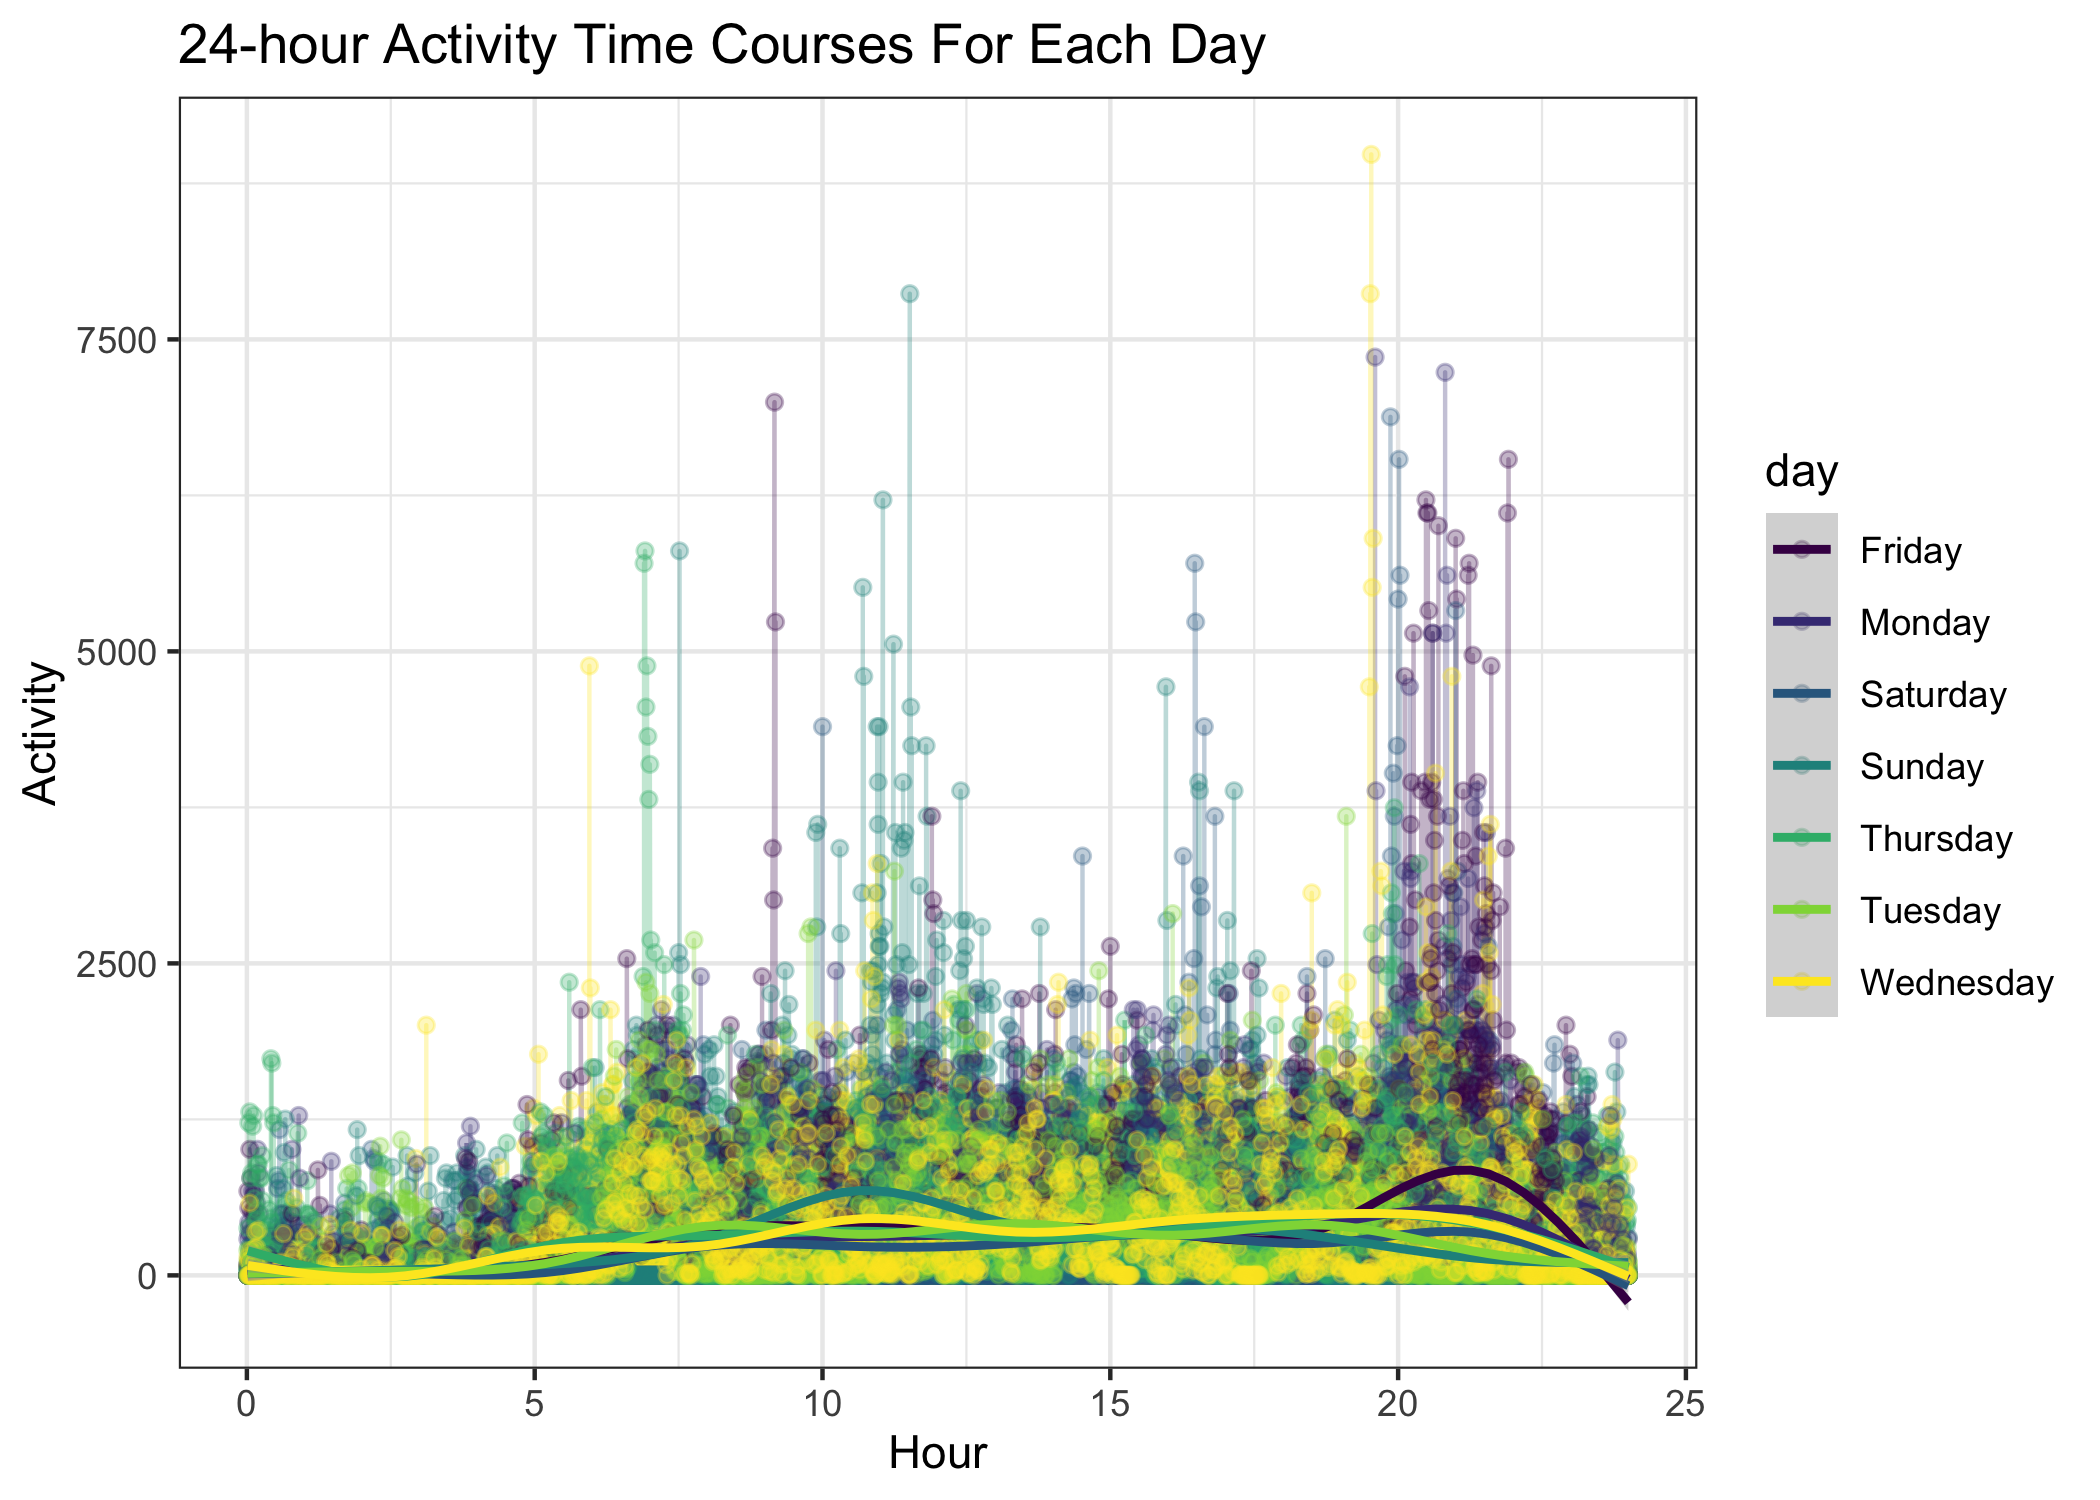 24-hour Activity Time Courses For Each Day
7500
5000
2500
0
Activity
0 5 10 15 20 25
Hour
day
Friday
Monday
Saturday
Sunday
Thursday
Tuesday
Wednesday